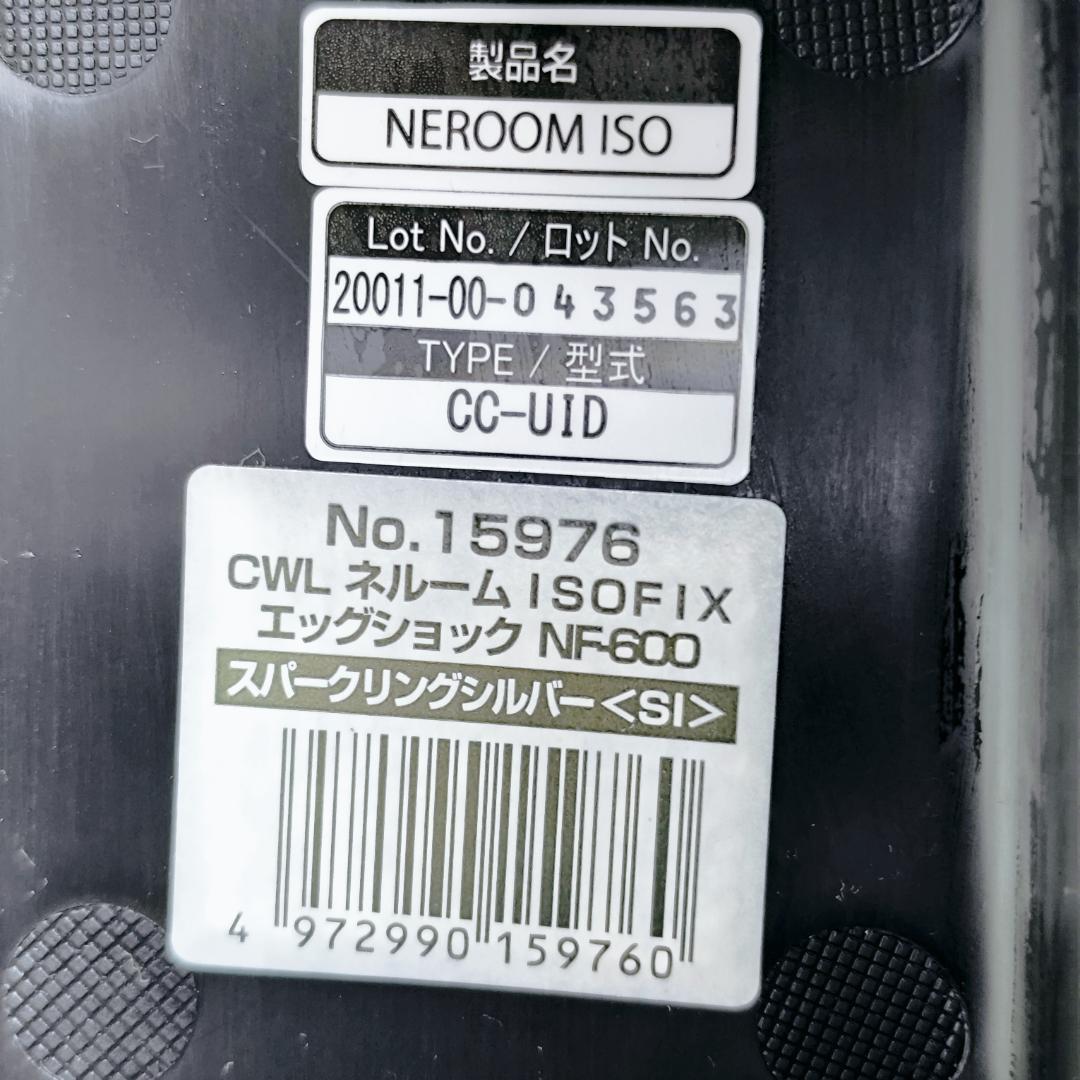 製品名
NEROOM ISO
Lot No. / ロット No.
20011-00-043563
TYPE / 型式
CC-UID
No.15976
CWL ネルーム ISOFIX
エッグショック NF-600
スパークリングシルバー<SI>
4 972990 159760